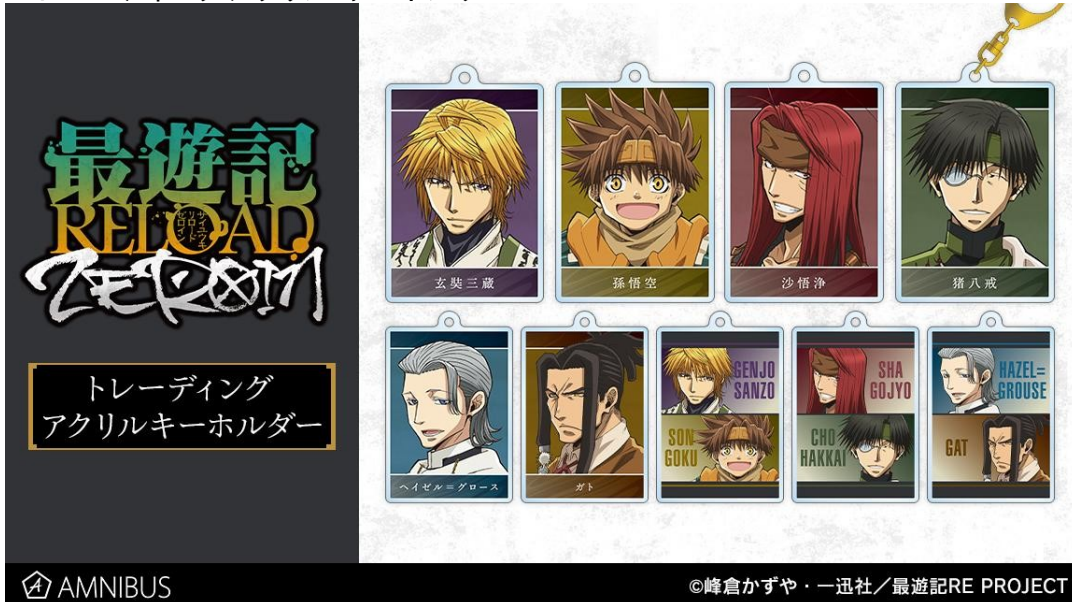 最遊記
RELOAD
サイユウキ
リロード
ゼロイン
ZEROIN
トレーディング
アクリルキーホルダー
玄奘三蔵
孫悟空
沙悟浄
猪八戒
ヘイゼル=グロース
ガト
GENJO
SANZO
SON
GOKU
SHA
GOJYO
CHO
HAKKAI
HAZEL=
GROUSE
GAT
AMNIBUS
©峰倉かずや・一迅社／最遊記RE PROJECT